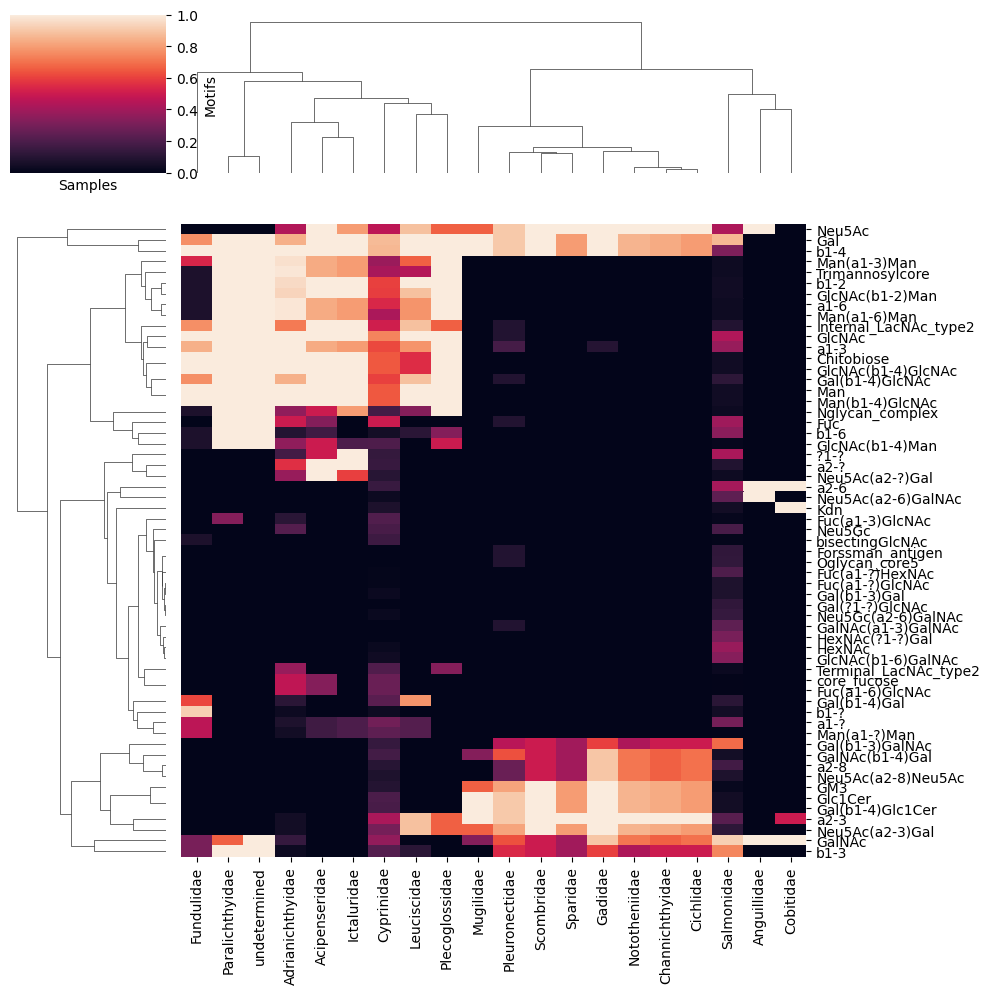 1.0
0.8
0.6
0.4
0.2
0.0
Motifs
Samples
Neu5Ac
Gal
b1-4
Man(a1-3)Man
Trimannosylcore
b1-2
GlcNAc(b1-2)Man
a1-6
Man(a1-6)Man
Internal_LacNAc_type2
GlcNAc
a1-3
Chitobiose
GlcNAc(b1-4)GlcNAc
Gal(b1-4)GlcNAc
Man
Man(b1-4)GlcNAc
Nglycan_complex
Fuc
b1-6
GlcNAc(b1-4)Man
?1-?
a2-?
Neu5Ac(a2-?)Gal
a2-6
Neu5Ac(a2-6)GalNAc
Kdn
Fuc(a1-3)GlcNAc
Neu5Gc
bisectingGlcNAc
Forssman_antigen
Oglycan_core5
Fuc(a1-?)HexNAc
Fuc(a1-?)GlcNAc
Gal(b1-3)Gal
Gal(?1-?)GlcNAc
Neu5Gc(a2-6)GalNAc
GalNAc(a1-3)GalNAc
HexNAc(?1-?)Gal
HexNAc
GlcNAc(b1-6)GalNAc
Terminal_LacNAc_type2
core_fucose
Fuc(a1-6)GlcNAc
Gal(b1-4)Gal
b1-?
a1-?
Man(a1-?)Man
Gal(b1-3)GalNAc
GalNAc(b1-4)Gal
a2-8
Neu5Ac(a2-8)Neu5Ac
GM3
Glc1Cer
Gal(b1-4)Glc1Cer
a2-3
Neu5Ac(a2-3)Gal
GalNAc
b1-3
Fundulidae
Paralichthyidae
undetermined
Adrianichthyidae
Acipenseridae
Ictaluridae
Cyprinidae
Leuciscidae
Plecoglossidae
Mugilidae
Pleuronectidae
Scombridae
Sparidae
Gadidae
Nototheniidae
Channichthyidae
Cichlidae
Salmonidae
Anguillidae
Cobitidae